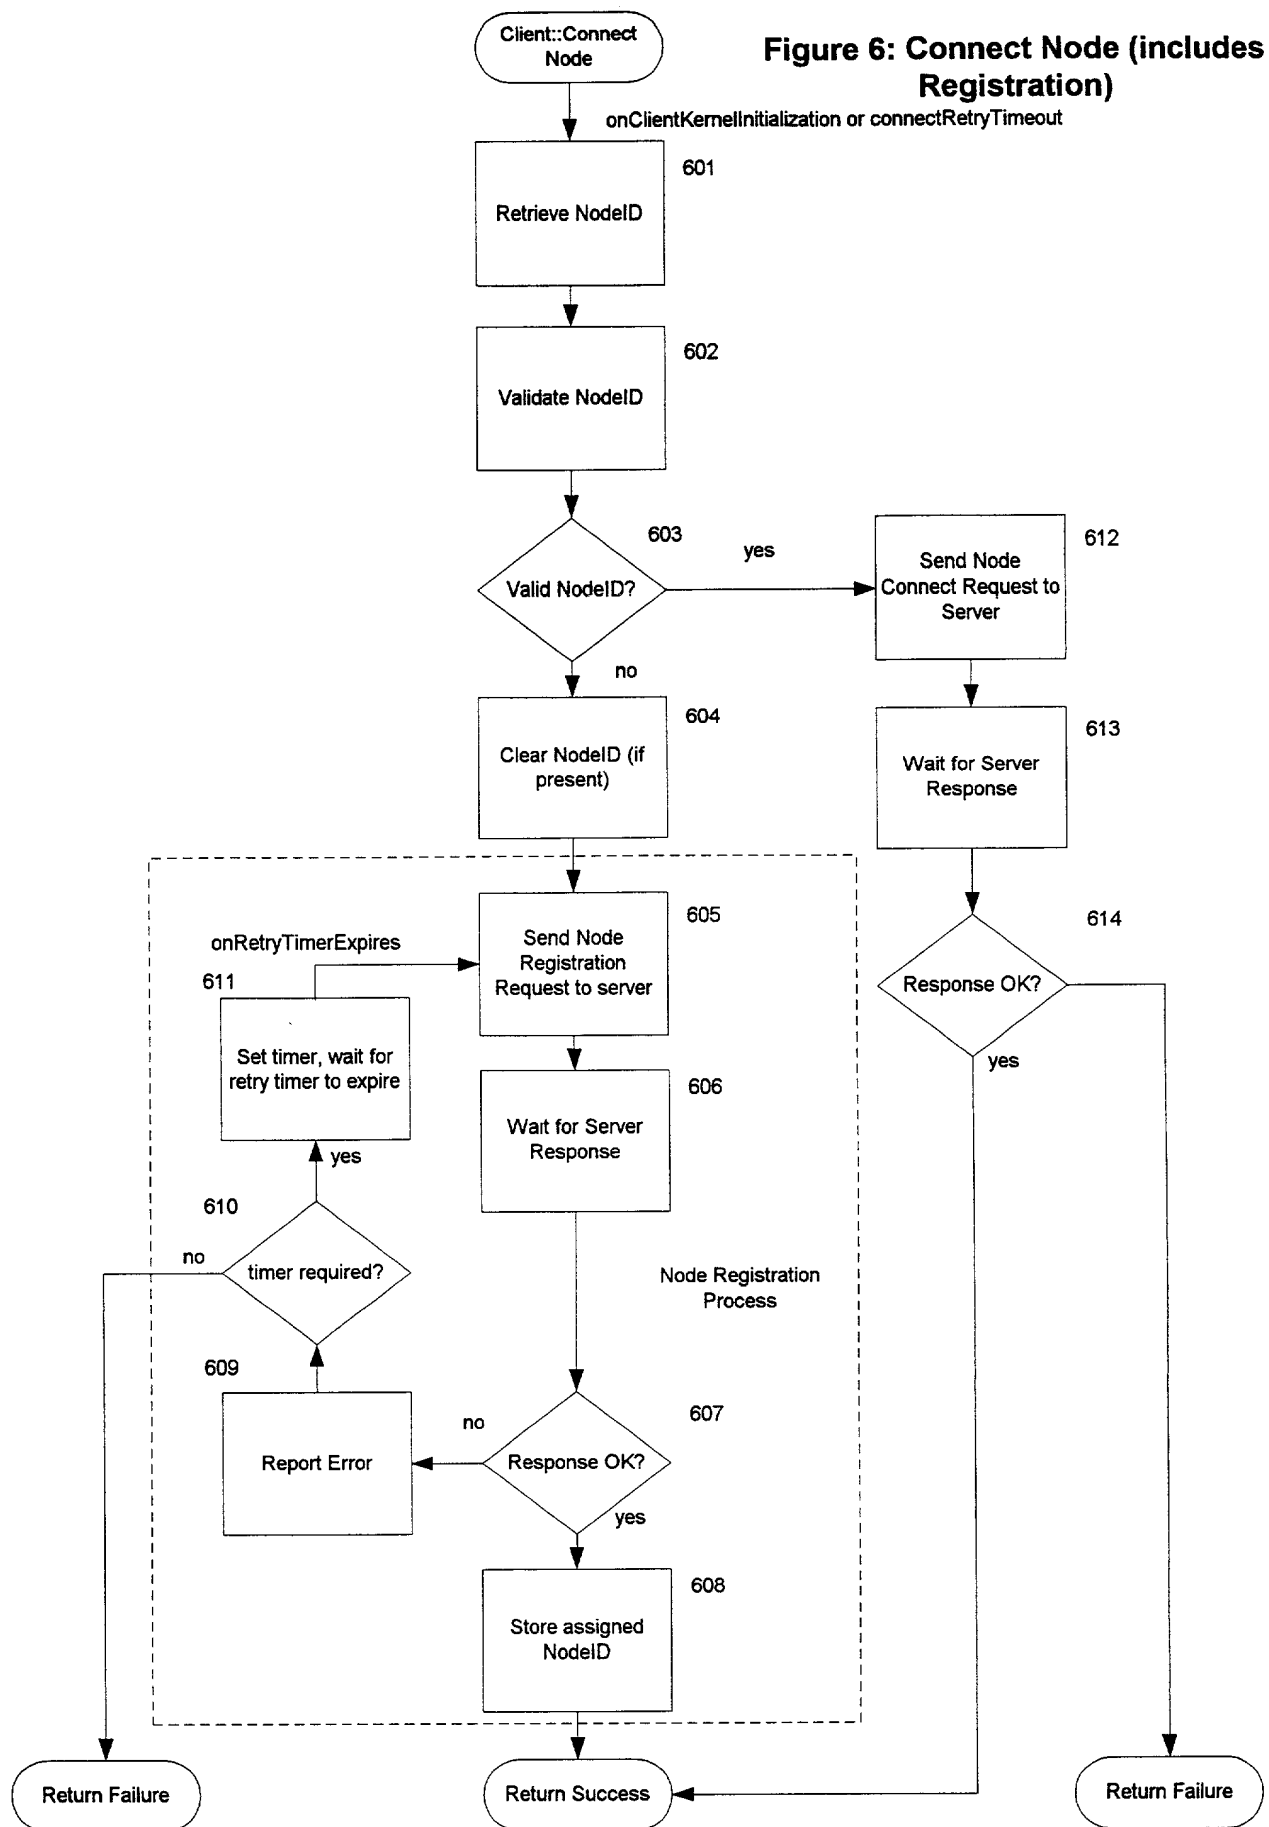 Client::Connect
Node
Figure 6: Connect Node (includes
Registration)
onClientKernelInitialization or connectRetryTimeout
601
Retrieve NodeID
602
Validate NodeID
603
Valid NodeID?
yes
612
Send Node
Connect Request to
Server
no
604
Clear NodeID (if
present)
613
Wait for Server
Response
605
Send Node
Registration
Request to server
onRetryTimerExpires
611
Set timer, wait for
retry timer to expire
614
Response OK?
yes
606
Wait for Server
Response
yes
610
no
timer required?
Node Registration
Process
609
Report Error
no
607
Response OK?
yes
608
Store assigned
NodeID
Return Failure
Return Success
Return Failure